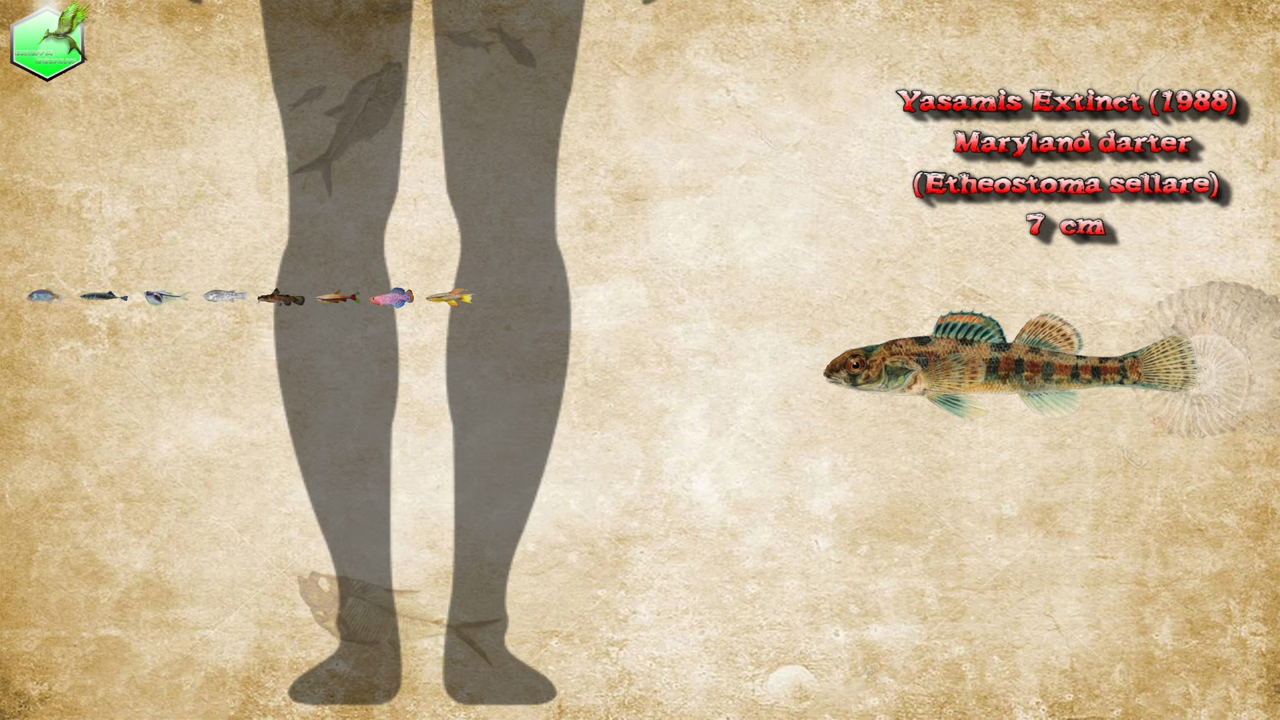 Yasamis Extinct (1988)
Maryland darter
(Etheostoma sellare)
7 cm